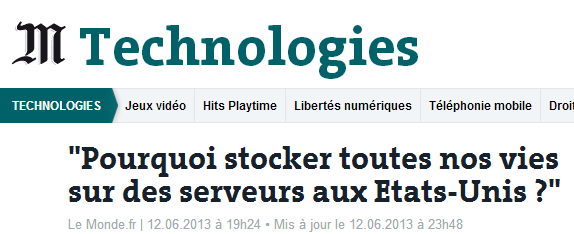 M Technologies
TECHNOLOGIES Jeux vidéo Hits Playtime Libertés numériques Téléphonie mobile Droit
"Pourquoi stocker toutes nos vies
sur des serveurs aux Etats-Unis ?"
Le Monde.fr | 12.06.2013 à 19h24 • Mis à jour le 12.06.2013 à 23h48